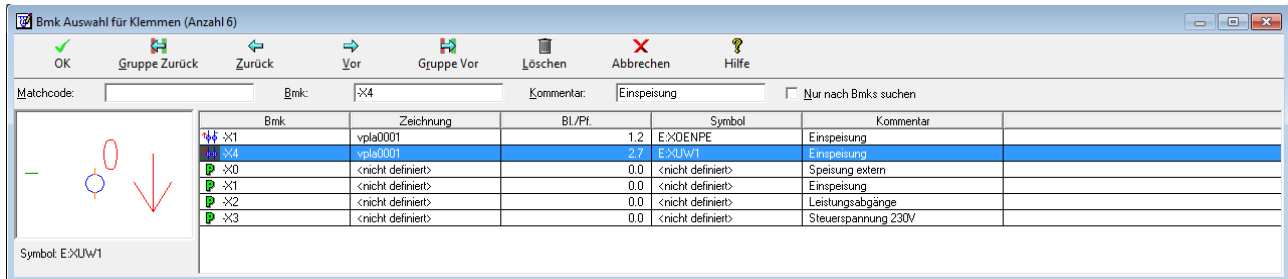 Bmk Auswahl für Klemmen (Anzahl 6)
OK Gruppe Zurück Zurück Vor Gruppe Vor Löschen Abbrechen Hilfe
Matchcode: Bmk: -X4 Kommentar: Einspeisung Nur nach Bmks suchen
Bmk Zeichnung Bl./Pf. Symbol Kommentar
-X1 vpla0001 1.2 E:XOENPE Einspeisung
-X4 vpla0001 2.7 E:XUW1 Einspeisung
P -X0 <nicht definiert> 0.0 <nicht definiert> Speisung extern
P -X1 <nicht definiert> 0.0 <nicht definiert> Einspeisung
P -X2 <nicht definiert> 0.0 <nicht definiert> Leistungsabgänge
P -X3 <nicht definiert> 0.0 <nicht definiert> Steuerspannung 230V
0
Symbol: E:XUW1